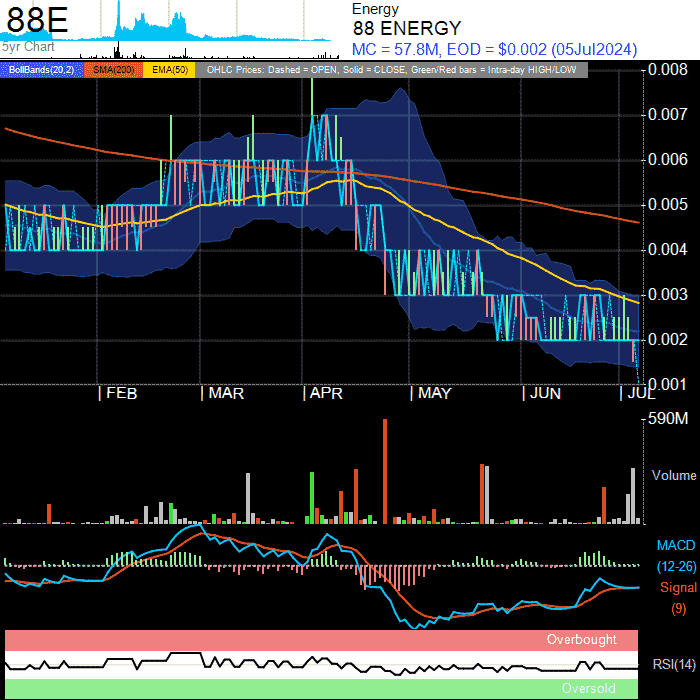 88E
5yr Chart
Energy
88 ENERGY
MC = 57.8M, EOD = $0.002 (05Jul2024)
BollBands(20,2) SMA(200) EMA(50) OHLC Prices: Dashed = OPEN, Solid = CLOSE, Green/Red bars = Intra-day HIGH/LOW
0.008
0.007
0.006
0.005
0.004
0.003
0.002
0.001
FEB MAR APR MAY JUN JUL
590M
Volume
MACD
(12-26)
Signal
(9)
Overbought
RSI(14)
Oversold